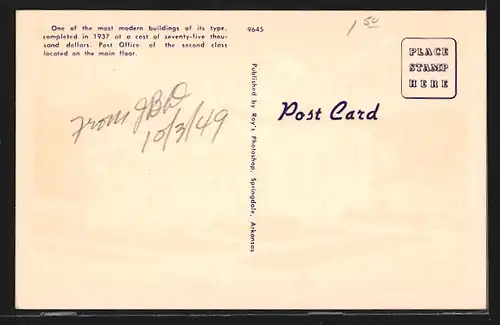 One of the most modern buildings of its type,
completed in 1937 at a cost of seventy-five thou-
sand dollars. Post Office of the second class
located on the main floor.
9645
1 50
PLACE
STAMP
HERE
From JBD
10/3/49
Published by Roy's Photoshop, Springdale, Arkansas
Post Card